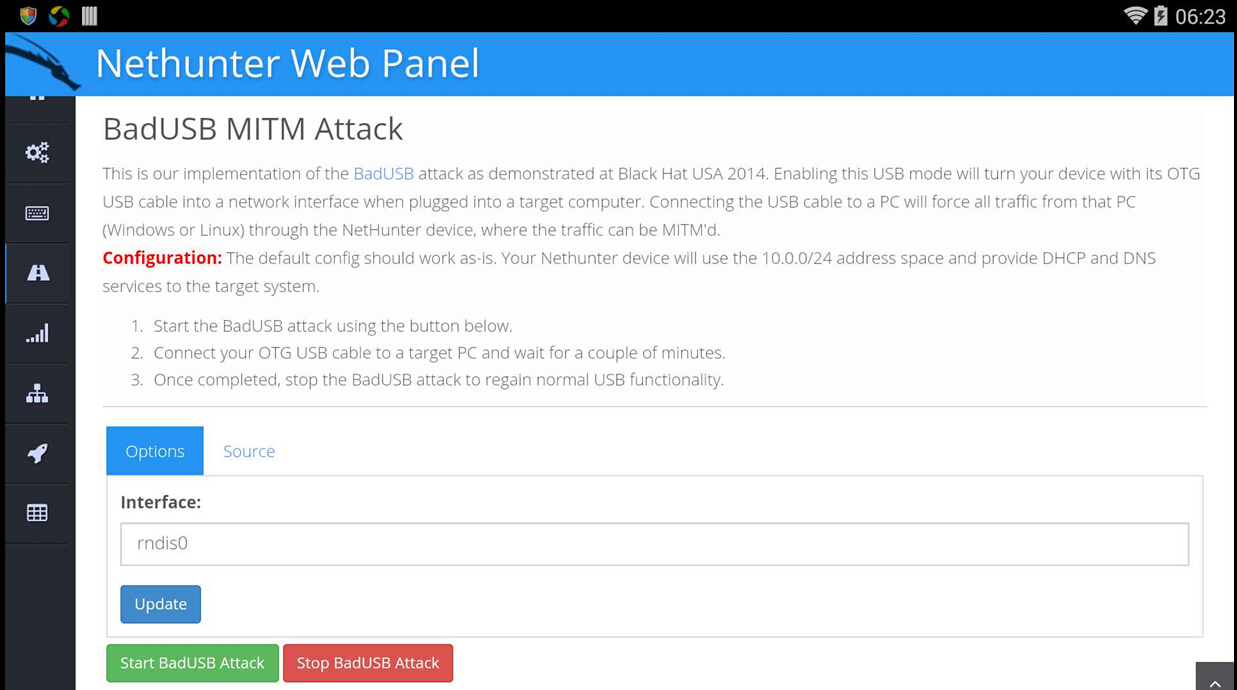 06:23
Nethunter Web Panel
BadUSB MITM Attack
This is our implementation of the BadUSB attack as demonstrated at Black Hat USA 2014. Enabling this USB mode will turn your device with its OTG
USB cable into a network interface when plugged into a target computer. Connecting the USB cable to a PC will force all traffic from that PC
(Windows or Linux) through the NetHunter device, where the traffic can be MITM'd.
Configuration: The default config should work as-is. Your Nethunter device will use the 10.0.0/24 address space and provide DHCP and DNS
services to the target system.
1. Start the BadUSB attack using the button below.
2. Connect your OTG USB cable to a target PC and wait for a couple of minutes.
3. Once completed, stop the BadUSB attack to regain normal USB functionality.
Options Source
Interface:
rndis0
Update
Start BadUSB Attack Stop BadUSB Attack